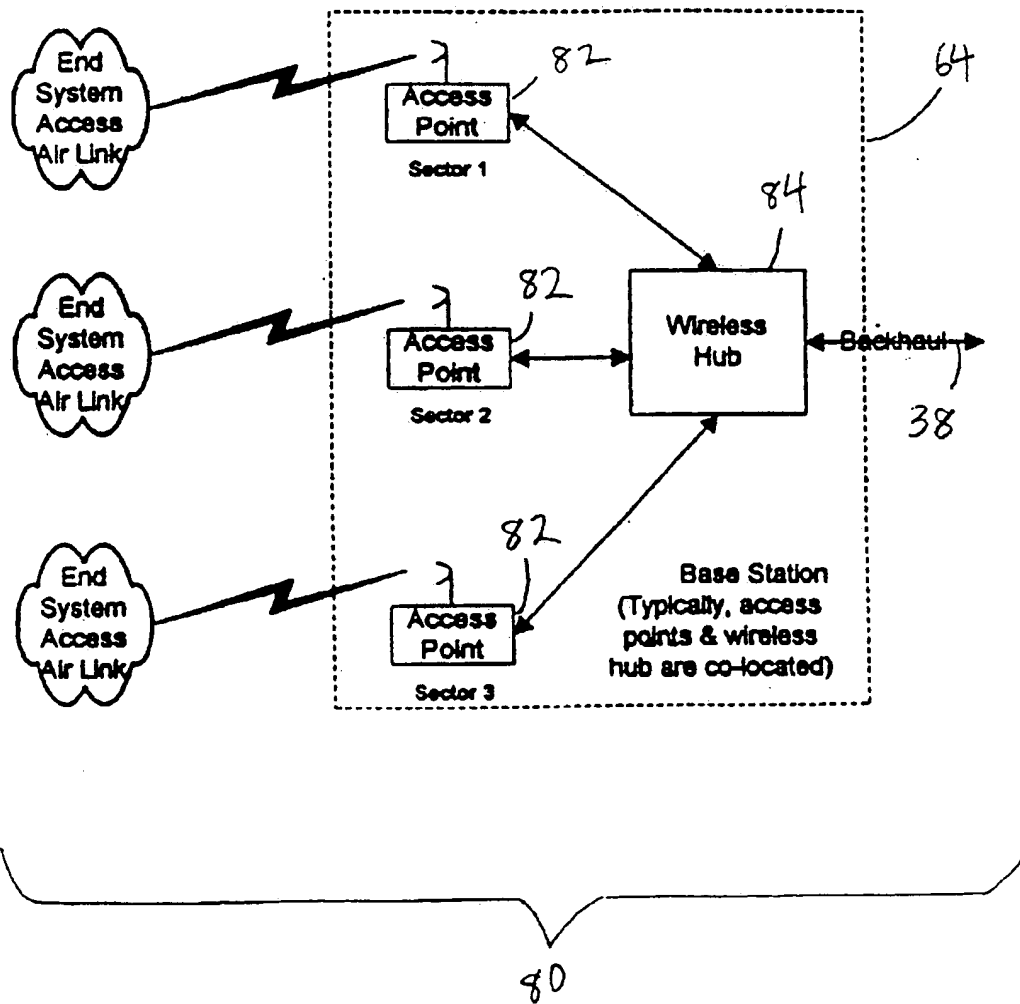 End
System
Access
Air Link
Access
Point
Sector 1
82
64
84
End
System
Access
Air Link
Access
Point
Sector 2
82
Wireless
Hub
Backhaul
38
End
System
Access
Air Link
Access
Point
Sector 3
82
Base Station
(Typically, access
points & wireless
hub are co-located)
80